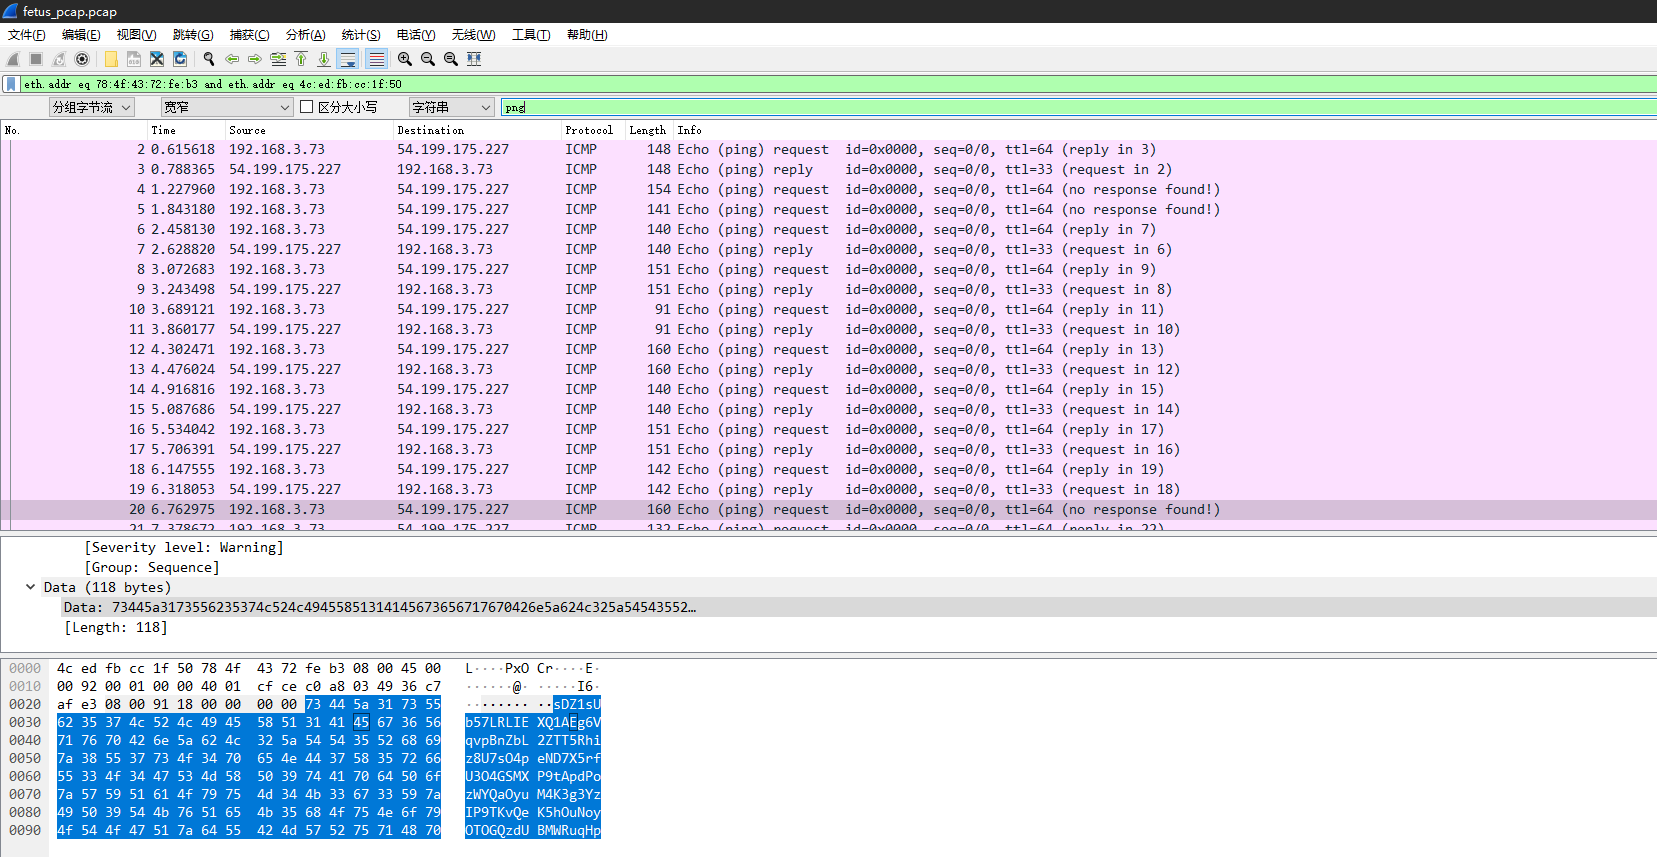 fetus_pcap.pcap
文件(F) 编辑(E) 视图(V) 跳转(G) 捕获(C) 分析(A) 统计(S) 电话(Y) 无线(W) 工具(T) 帮助(H)
eth.addr eq 78:4f:43:72:fe:b3 and eth.addr eq 4c:ed:fb:cc:1f:50
分组字节流 宽窄 区分大小写 字符串 png
No. Time Source Destination Protocol Length Info
2 0.615618 192.168.3.73 54.199.175.227 ICMP 148 Echo (ping) request id=0x0000, seq=0/0, ttl=64 (reply in 3)
3 0.788365 54.199.175.227 192.168.3.73 ICMP 148 Echo (ping) reply id=0x0000, seq=0/0, ttl=33 (request in 2)
4 1.227960 192.168.3.73 54.199.175.227 ICMP 154 Echo (ping) request id=0x0000, seq=0/0, ttl=64 (no response found!)
5 1.843180 192.168.3.73 54.199.175.227 ICMP 141 Echo (ping) request id=0x0000, seq=0/0, ttl=64 (no response found!)
6 2.458130 192.168.3.73 54.199.175.227 ICMP 140 Echo (ping) request id=0x0000, seq=0/0, ttl=64 (reply in 7)
7 2.628820 54.199.175.227 192.168.3.73 ICMP 140 Echo (ping) reply id=0x0000, seq=0/0, ttl=33 (request in 6)
8 3.072683 192.168.3.73 54.199.175.227 ICMP 151 Echo (ping) request id=0x0000, seq=0/0, ttl=64 (reply in 9)
9 3.243498 54.199.175.227 192.168.3.73 ICMP 151 Echo (ping) reply id=0x0000, seq=0/0, ttl=33 (request in 8)
10 3.689121 192.168.3.73 54.199.175.227 ICMP 91 Echo (ping) request id=0x0000, seq=0/0, ttl=64 (reply in 11)
11 3.860177 54.199.175.227 192.168.3.73 ICMP 91 Echo (ping) reply id=0x0000, seq=0/0, ttl=33 (request in 10)
12 4.302471 192.168.3.73 54.199.175.227 ICMP 160 Echo (ping) request id=0x0000, seq=0/0, ttl=64 (reply in 13)
13 4.476024 54.199.175.227 192.168.3.73 ICMP 160 Echo (ping) reply id=0x0000, seq=0/0, ttl=33 (request in 12)
14 4.916816 192.168.3.73 54.199.175.227 ICMP 140 Echo (ping) request id=0x0000, seq=0/0, ttl=64 (reply in 15)
15 5.087686 54.199.175.227 192.168.3.73 ICMP 140 Echo (ping) reply id=0x0000, seq=0/0, ttl=33 (request in 14)
16 5.534042 192.168.3.73 54.199.175.227 ICMP 151 Echo (ping) request id=0x0000, seq=0/0, ttl=64 (reply in 17)
17 5.706391 54.199.175.227 192.168.3.73 ICMP 151 Echo (ping) reply id=0x0000, seq=0/0, ttl=33 (request in 16)
18 6.147555 192.168.3.73 54.199.175.227 ICMP 142 Echo (ping) request id=0x0000, seq=0/0, ttl=64 (reply in 19)
19 6.318053 54.199.175.227 192.168.3.73 ICMP 142 Echo (ping) reply id=0x0000, seq=0/0, ttl=33 (request in 18)
20 6.762975 192.168.3.73 54.199.175.227 ICMP 160 Echo (ping) request id=0x0000, seq=0/0, ttl=64 (no response found!)
21 7.378672 192.168.3.73 54.199.175.227 ICMP 132 Echo (ping) request id=0x0000, seq=0/0, ttl=64 (reply in 22)
[Severity level: Warning]
[Group: Sequence]
Data (118 bytes)
Data: 73445a3173556235374c524c49455851314145673656717670426e5a624c325a54543552…
[Length: 118]
0000 4c ed fb cc 1f 50 78 4f 43 72 fe b3 08 00 45 00 L····PxO Cr····E·
0010 00 92 00 01 00 00 40 01 cf ce c0 a8 03 49 36 c7 ······@· ·····I6·
0020 af e3 08 00 91 18 00 00 00 00 73 44 5a 31 73 55 ········ ··sDZ1sU
0030 62 35 37 4c 52 4c 49 45 58 51 31 41 45 67 36 56 b57LRLIE XQ1AEg6V
0040 71 76 70 42 6e 5a 62 4c 32 5a 54 54 35 52 68 69 qvpBnZbL 2ZTT5Rhi
0050 7a 38 55 37 73 4f 34 70 65 4e 44 37 58 35 72 66 z8U7sO4p eND7X5rf
0060 55 33 4f 34 47 53 4d 58 50 39 74 41 70 64 50 6f U3O4GSMX P9tApdPo
0070 7a 57 59 51 61 4f 79 75 4d 34 4b 33 67 33 59 7a zWYQaOyu M4K3g3Yz
0080 49 50 39 54 4b 76 51 65 4b 35 68 4f 75 4e 6f 79 IP9TKvQe K5hOuNoy
0090 4f 54 4f 47 51 7a 64 55 42 4d 57 52 75 71 48 70 OTOGQzdU BMWRuqHp